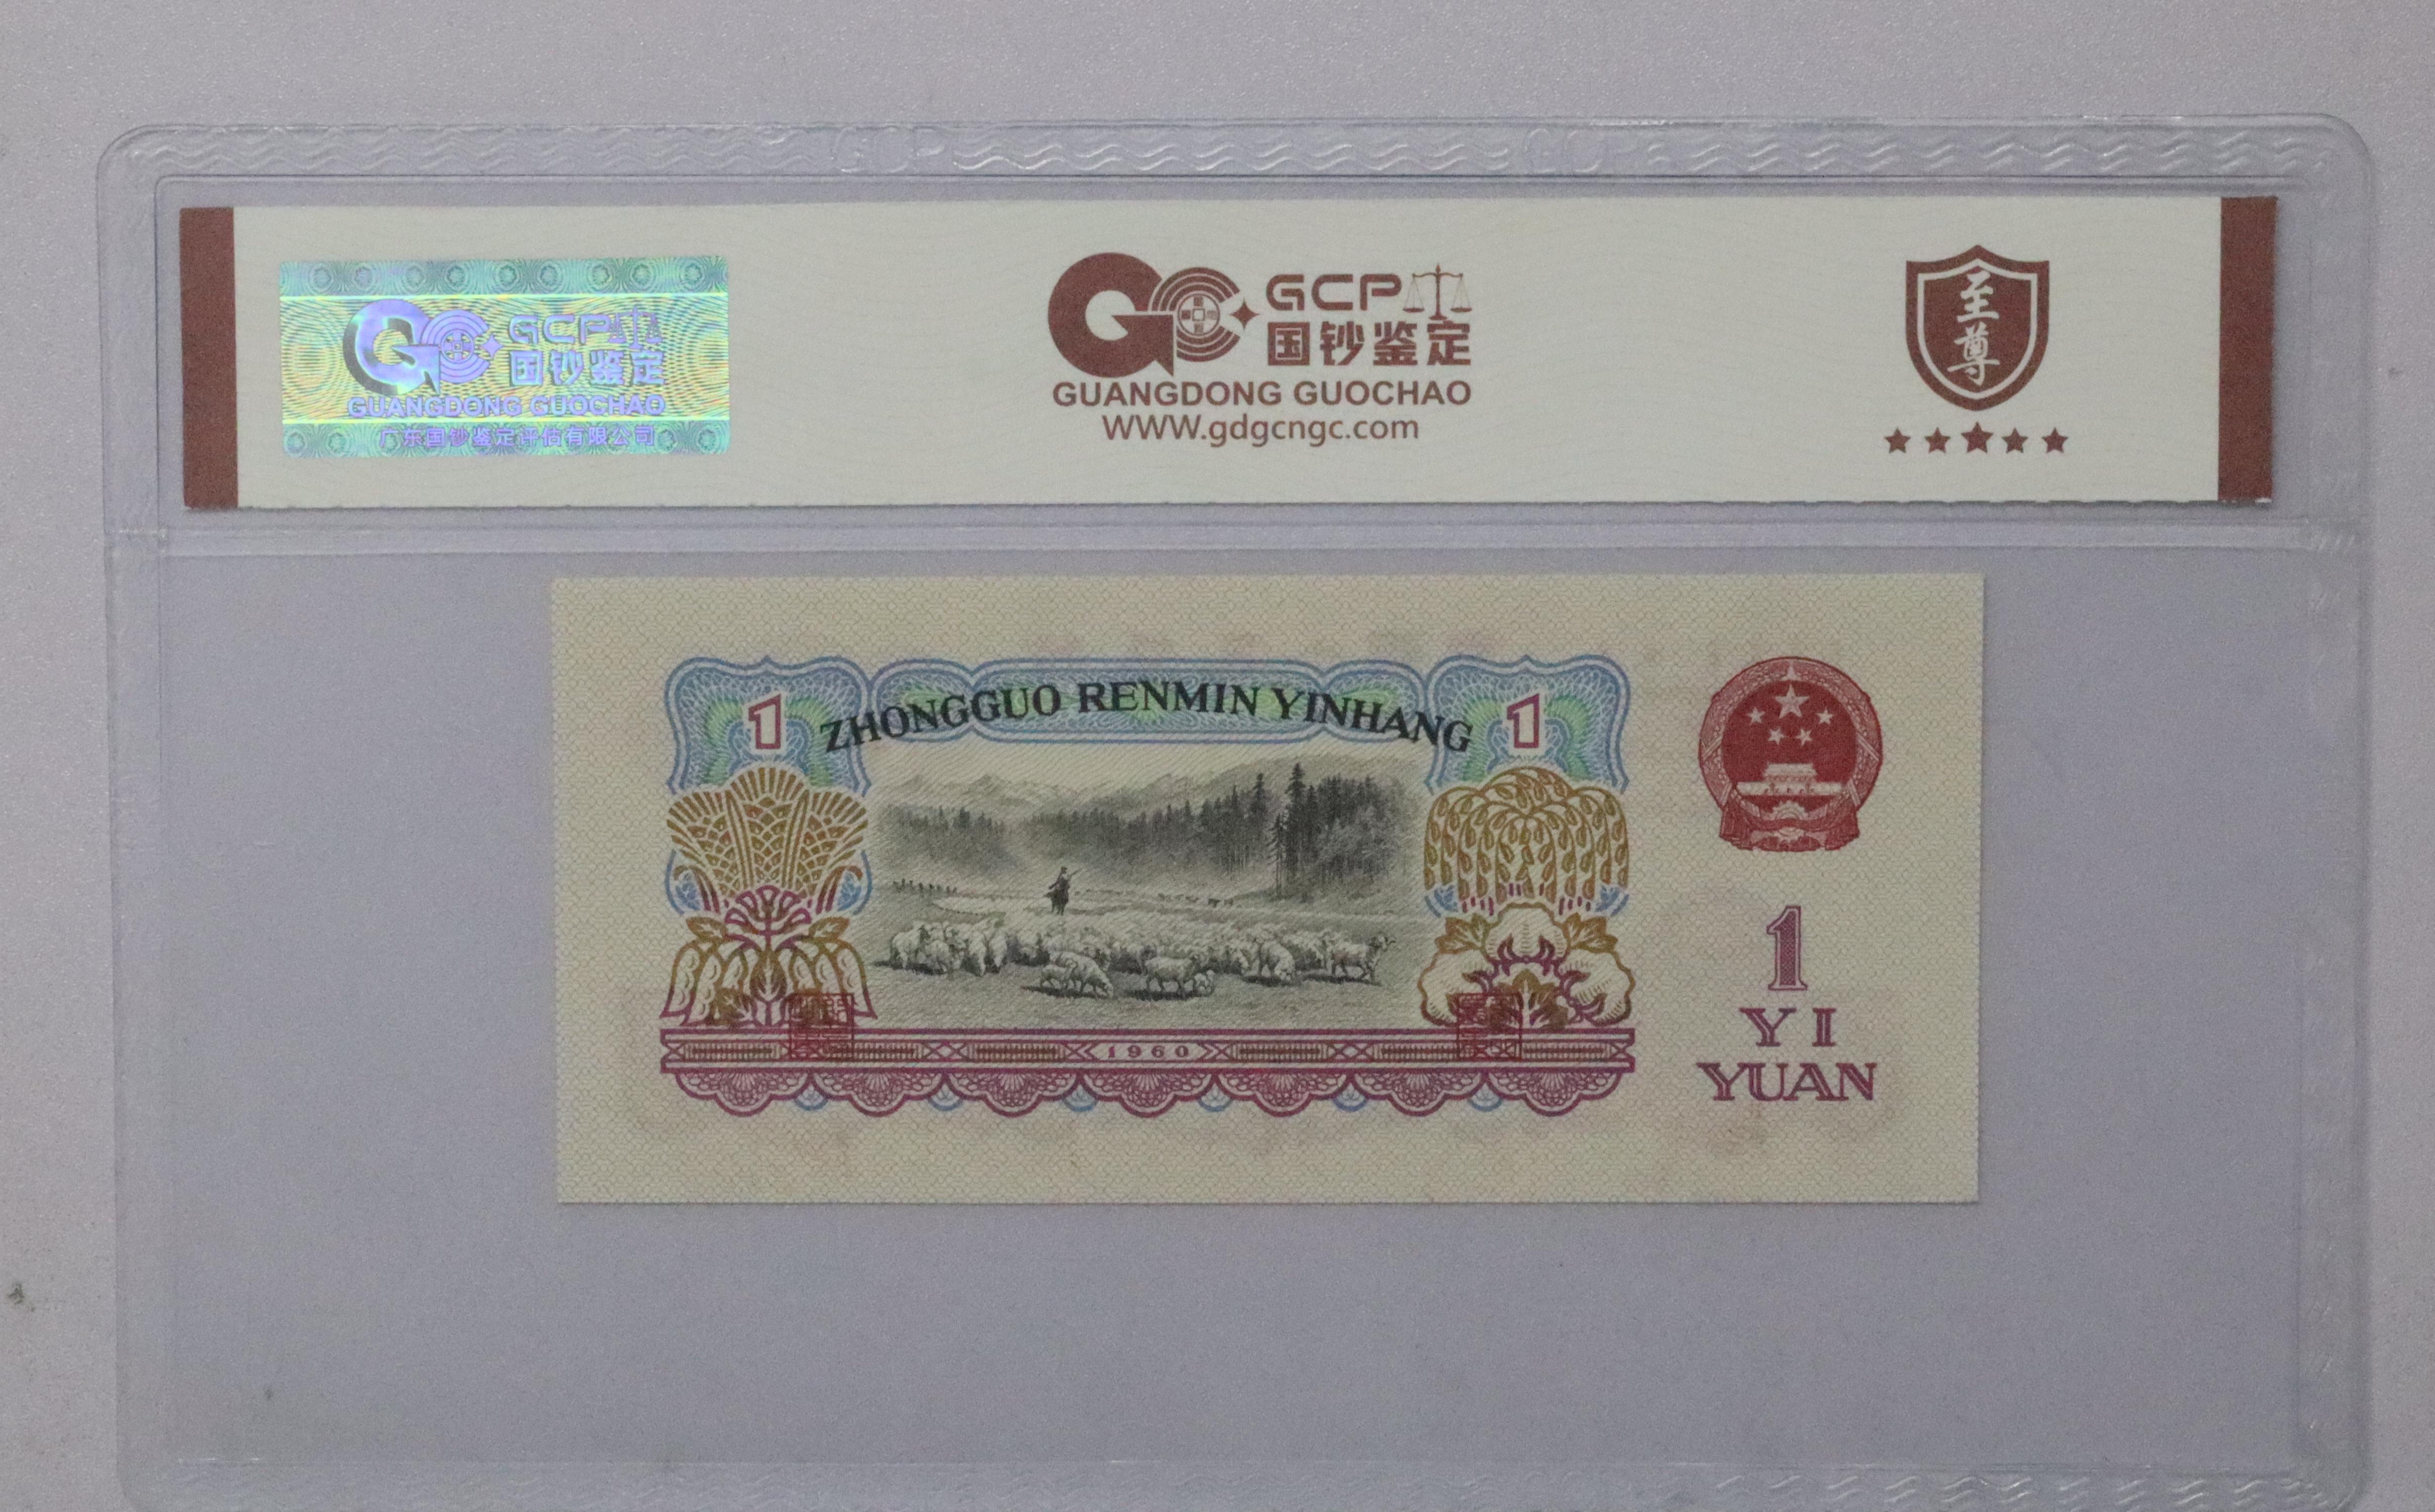 GCP
GCP
GCP
国钞鉴定
GUANGDONG GUOCHAO
广东国钞鉴定评估有限公司
GCP
国钞鉴定
GUANGDONG GUOCHAO
WWW.gdgcngc.com
至尊
1
ZHONGGUO RENMIN YINHANG
1
1960
1
YI
YUAN